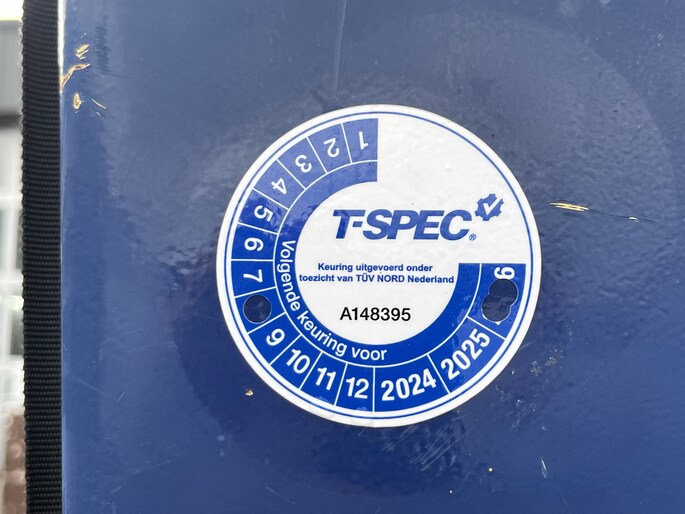 1
2
3
4
5
6
7
9
10
11
12
2024
2025
Volgende keuring voor
T-SPEC®
Keuring uitgevoerd onder
toezicht van TÜV NORD Nederland
A148395